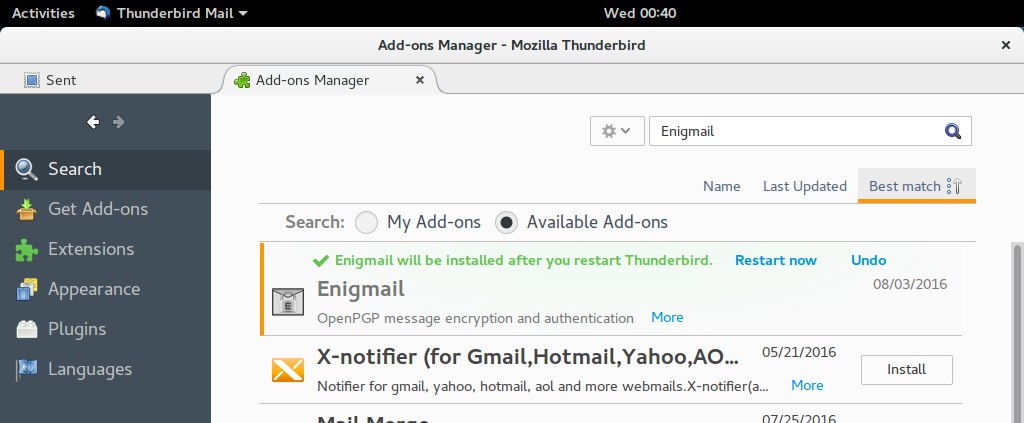 Activities Thunderbird Mail Wed 00:40
Add-ons Manager - Mozilla Thunderbird
Sent Add-ons Manager
Enigmail
Search
Get Add-ons
Extensions
Appearance
Plugins
Languages
Name Last Updated Best match
Search: My Add-ons Available Add-ons
Enigmail will be installed after you restart Thunderbird. Restart now Undo
Enigmail 08/03/2016
OpenPGP message encryption and authentication More
X-notifier (for Gmail,Hotmail,Yahoo,AO... 05/21/2016
Install
Notifier for gmail, yahoo, hotmail, aol and more webmails.X-notifier(a... More
Mail Merge 07/25/2016